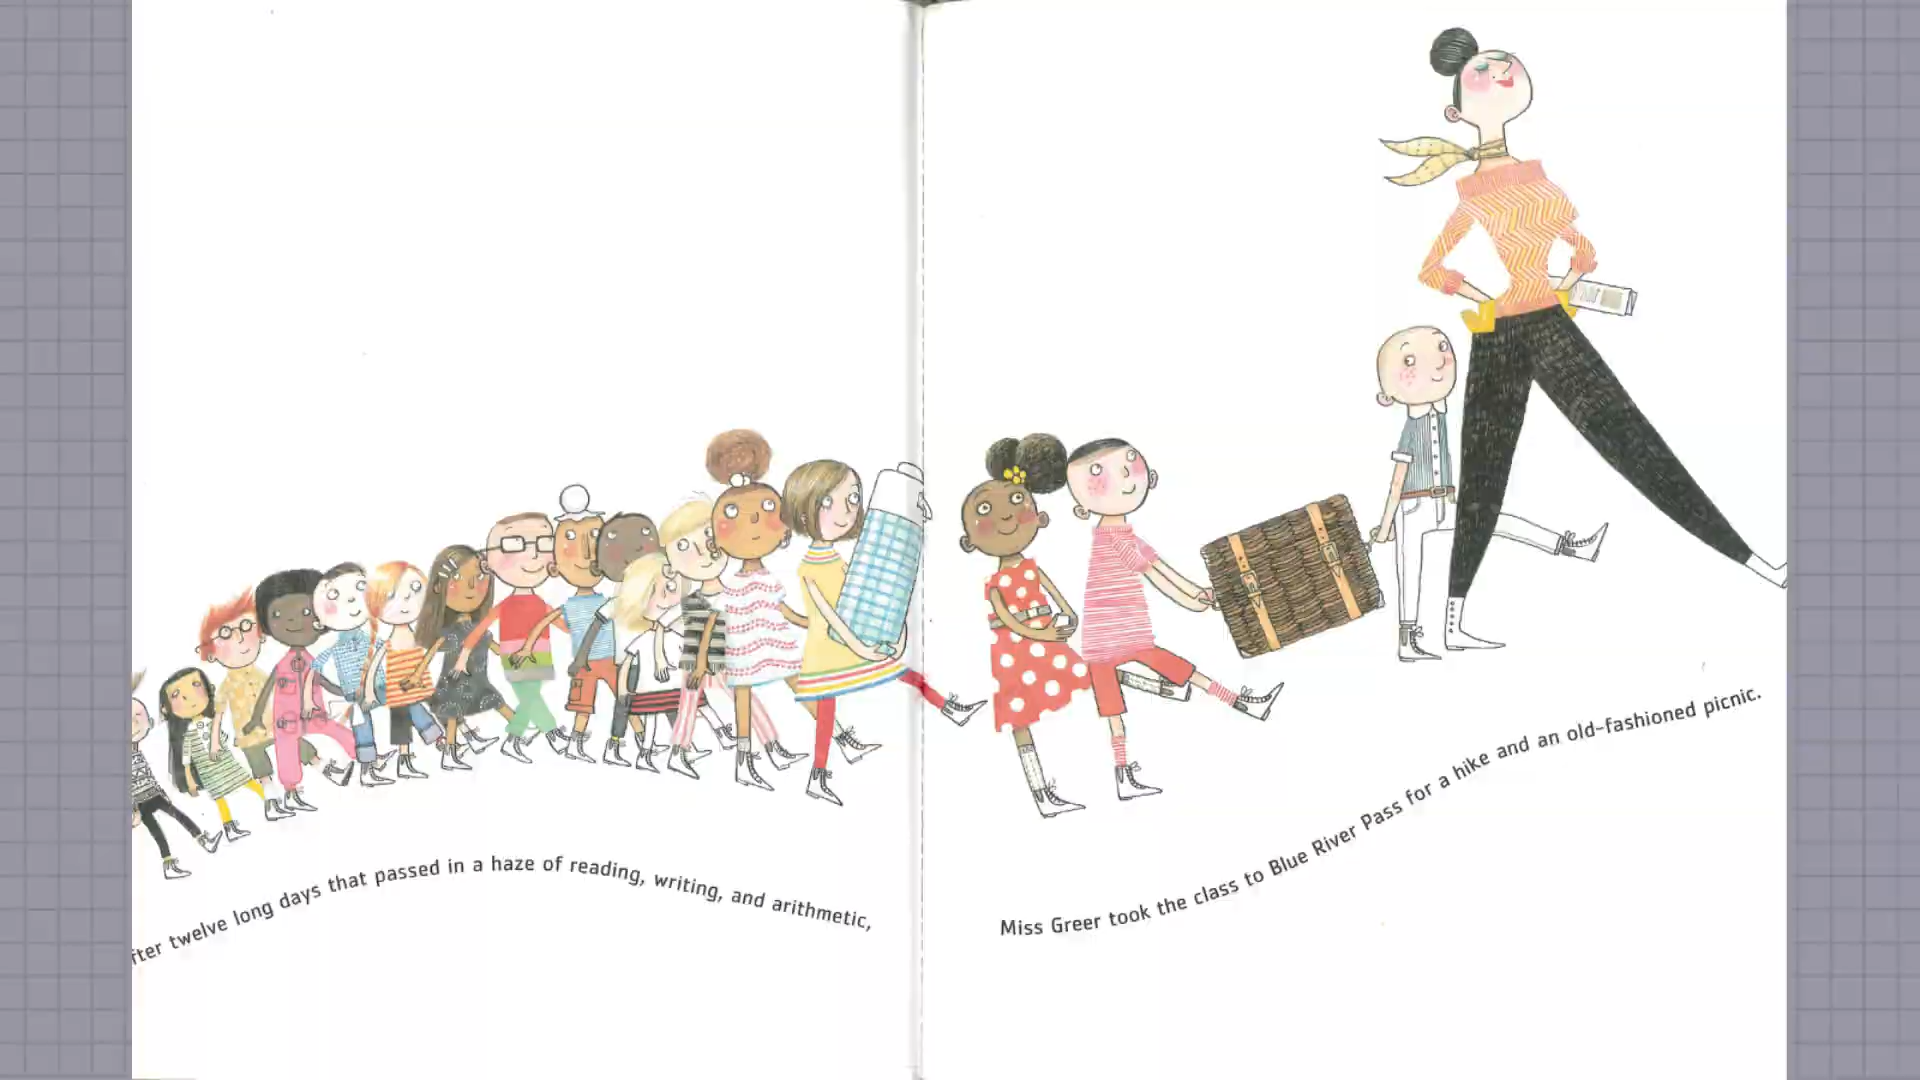 fter twelve long days that passed in a haze of reading, writing, and arithmetic,
Miss Greer took the class to Blue River Pass for a hike and an old-fashioned picnic.